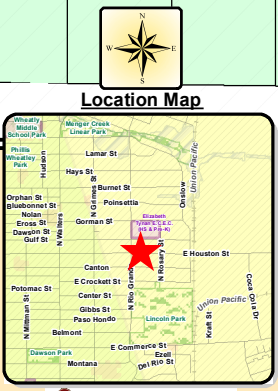 N
W E
S
Location Map
Wheatly
Middle
School Park
Menger Creek
Linear Park
Phillis
Wheatley
Park
Hudson
Lamar St
Union Pacific
Hays St
Burnet St
Onslow
Orphan St
Bluebonnet St
Nolan
Eross St
Dawson St
Gulf St
N Walters
N Grimes St
Poinsettia
Gorman St
Elizabeth
Tynan E.C.E.C.
(HS & Pre-K)
N Rosary St
E Houston St
Canton
N Rio Grande
E Crockett St
Potomac St
Center St
Gibbs St
Paso Hondo
Belmont
N Mittman St
Lincoln Park
Union Pacific
Coca Cola Dr
Kraft St
Dawson Park
E Commerce St
Ezell
Del Rio St
Montana